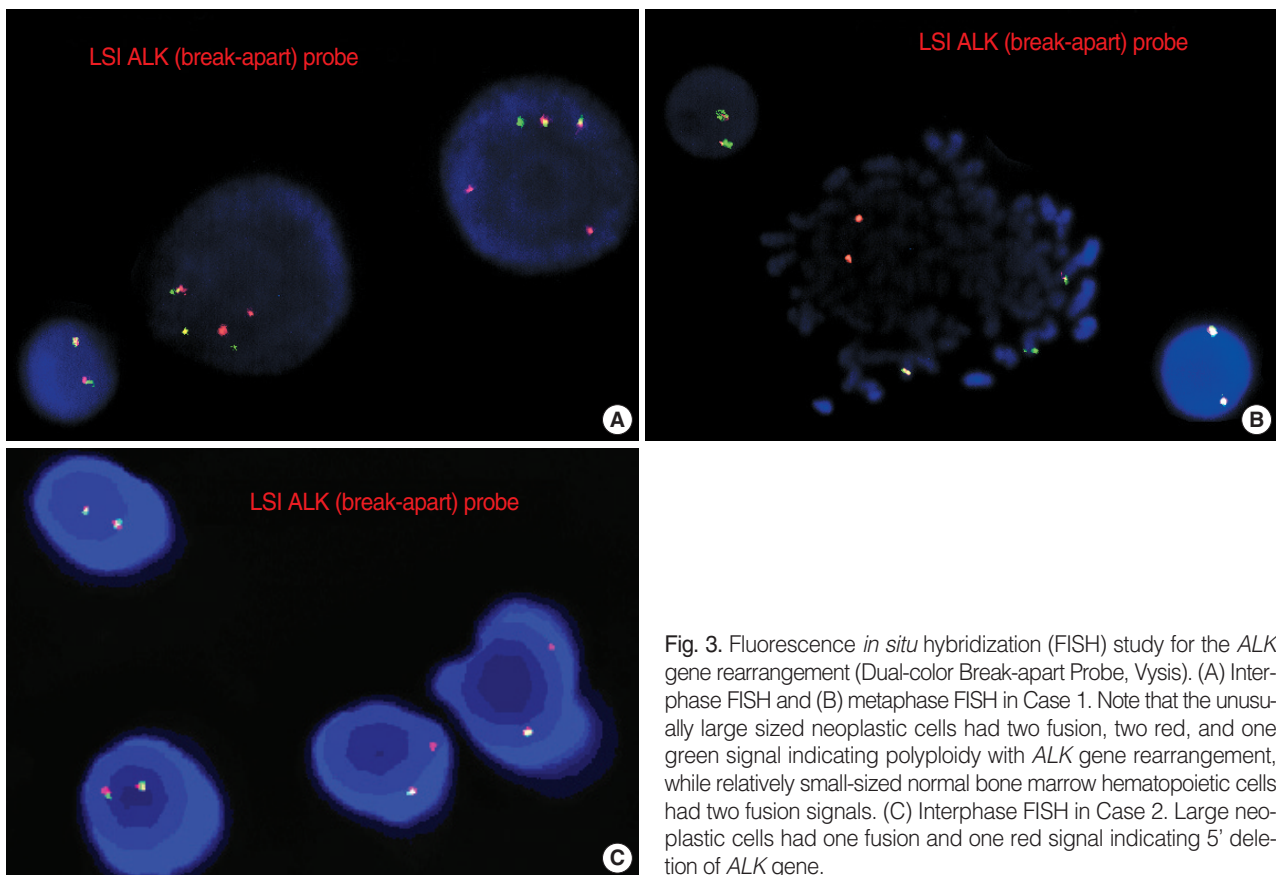 LSI ALK (break-apart) probe
A
LSI ALK (break-apart) probe
B
LSI ALK (break-apart) probe
C
Fig. 3. Fluorescence in situ hybridization (FISH) study for the ALK
gene rearrangement (Dual-color Break-apart Probe, Vysis). (A) Inter-
phase FISH and (B) metaphase FISH in Case 1. Note that the unusu-
ally large sized neoplastic cells had two fusion, two red, and one
green signal indicating polyploidy with ALK gene rearrangement,
while relatively small-sized normal bone marrow hematopoietic cells
had two fusion signals. (C) Interphase FISH in Case 2. Large neo-
plastic cells had one fusion and one red signal indicating 5’ dele-
tion of ALK gene.